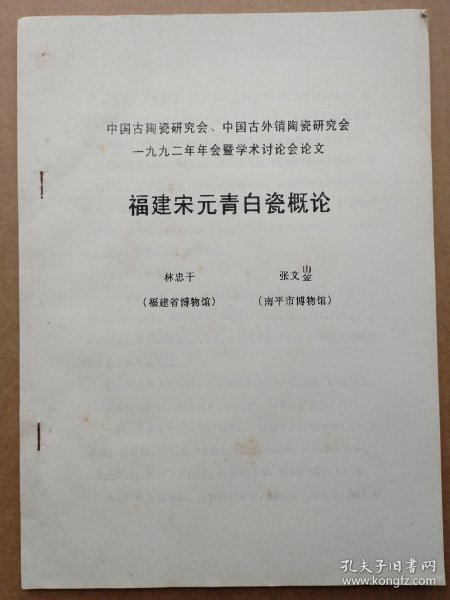 中国古陶瓷研究会、中国古外销陶瓷研究会
一九九二年年会暨学术讨论会论文
福建宋元青白瓷概论
林忠干 张文崟
(福建省博物馆) (南平市博物馆)
孔夫子旧书网
www.kongfz.com